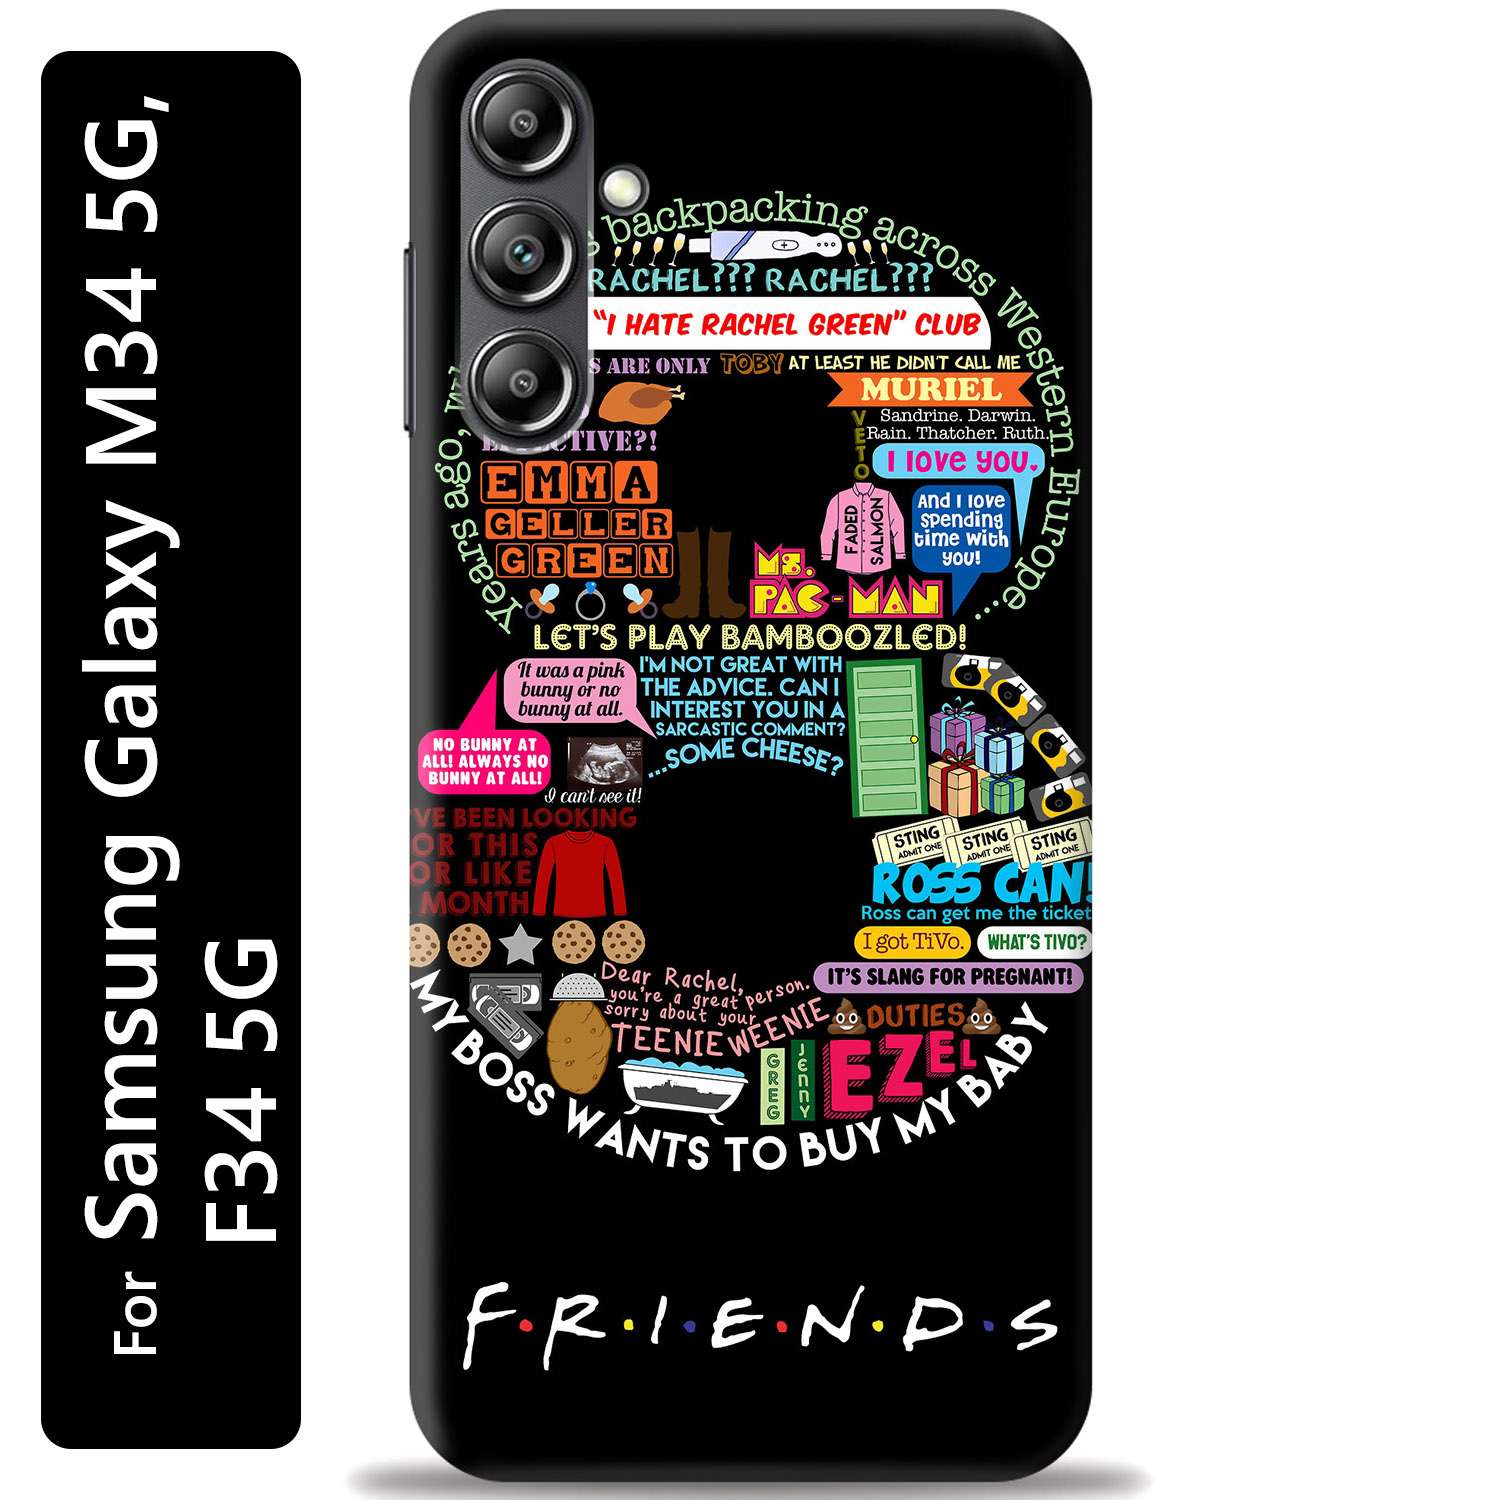 For Samsung Galaxy M34 5G,
F34 5G
Years ago,
backpacking across Western Europe...
RACHEL??? RACHEL???
“I HATE RACHEL GREEN” CLUB
ARE ONLY
TOBY
AT LEAST HE DIDN'T CALL ME
MURIEL
VETO
Sandrine. Darwin.
Rain. Thatcher. Ruth.
I love you.
And I love
spending
time with
you!
EMMA
GELLER
GREEN
FADED
SALMON
MS.
PAC-MAN
LET'S PLAY BAMBOOZLED!
It was a pink
bunny or no
bunny at all.
NO BUNNY AT
ALL! ALWAYS NO
BUNNY AT ALL!
I'M NOT GREAT WITH
THE ADVICE. CAN I
INTEREST YOU IN A
SARCASTIC COMMENT?
...SOME CHEESE?
I can't see it!
'VE BEEN LOOKING
OR THIS
OR LIKE
MONTH
STING
ADMIT ONE
STING
ADMIT ONE
STING
ADMIT ONE
ROSS CAN!
Ross can get me the ticket
I got TiVo.
WHAT'S TIVO?
IT'S SLANG FOR PREGNANT!
Dear Rachel,
you're a great person.
sorry about your
TEENIE WEENIE
DUTIES
GREG
JENNY
EZEL
MY BOSS WANTS TO BUY MY BABY
F·R·I·E·N·D·S